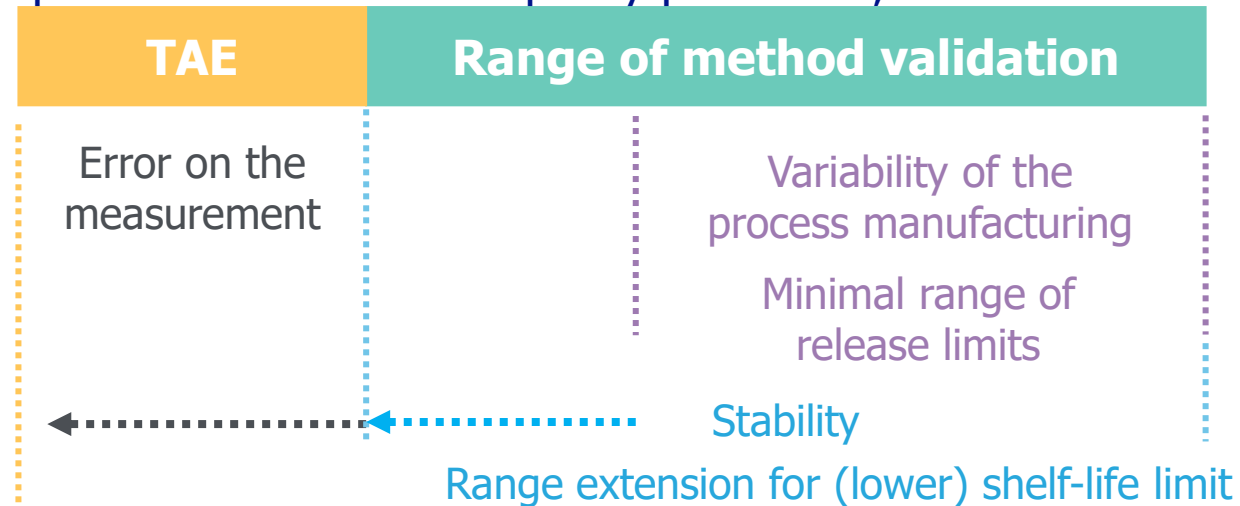 TAE
Range of method validation
Error on the
measurement
Variability of the
process manufacturing
Minimal range of
release limits
Stability
Range extension for (lower) shelf-life limit